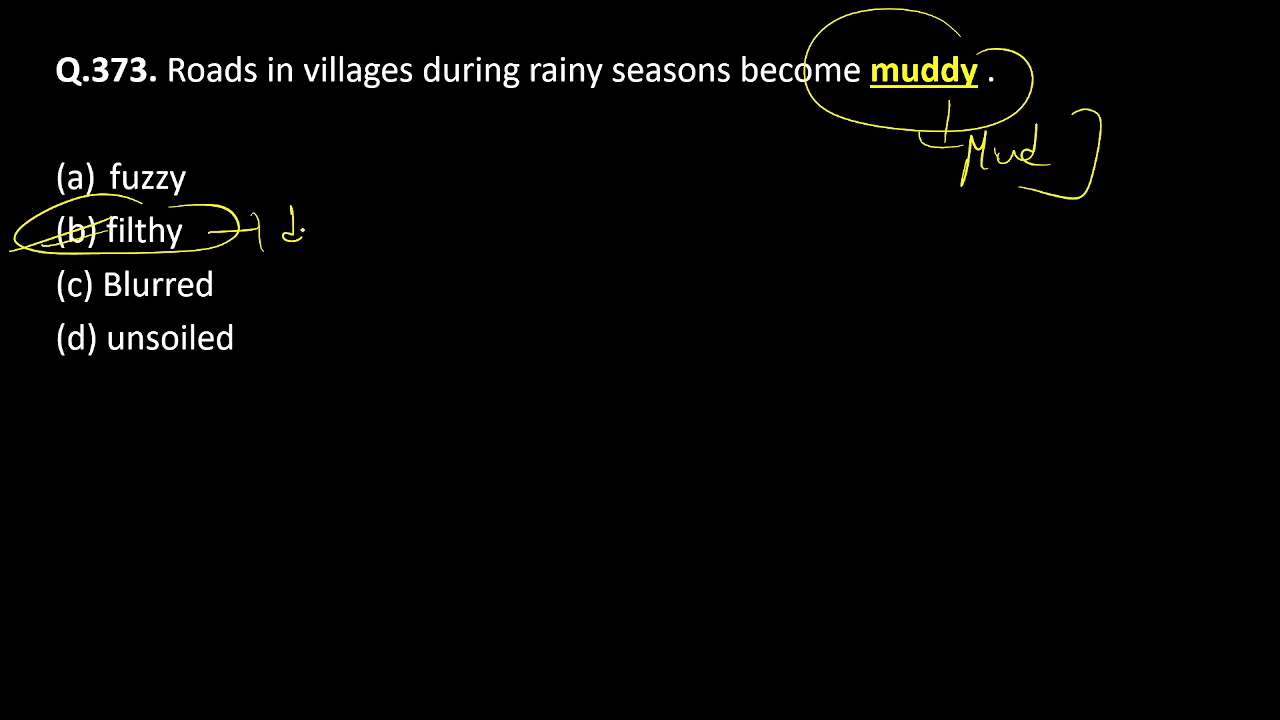 Q.373. Roads in villages during rainy seasons become muddy .
Mud
(a) fuzzy
(b) filthy
(c) Blurred
(d) unsoiled